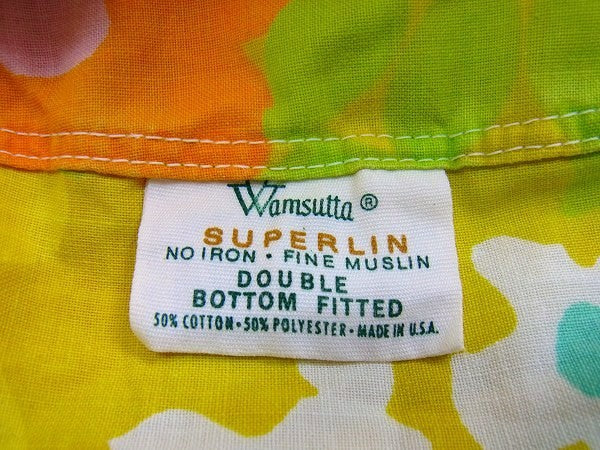 Wamsutta ®
SUPERLIN
NO IRON · FINE MUSLIN
DOUBLE
BOTTOM FITTED
50% COTTON · 50% POLYESTER · MADE IN U.S.A.